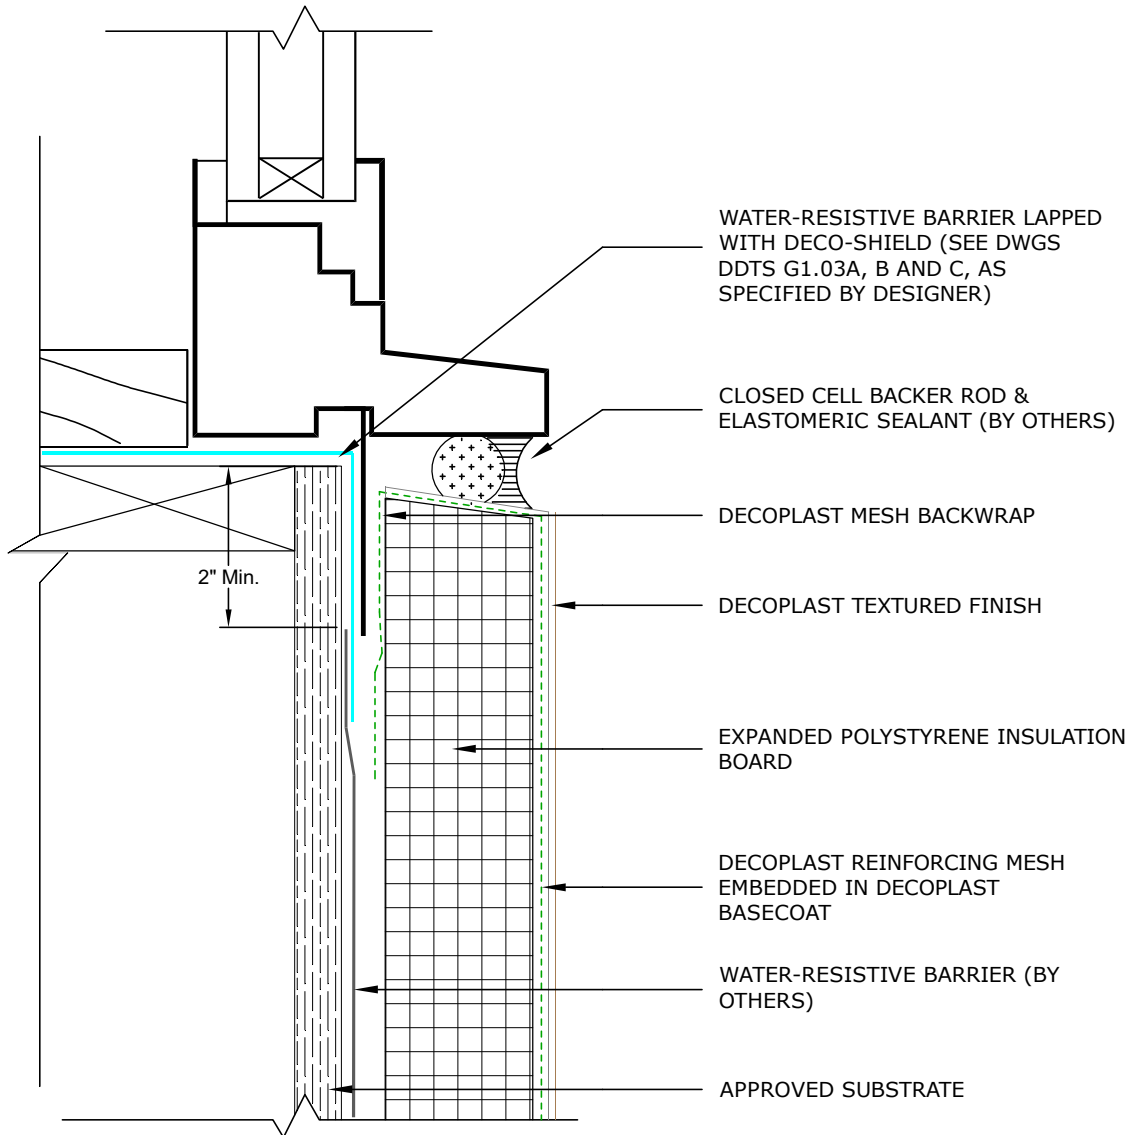 WATER-RESISTIVE BARRIER LAPPED
WITH DECO-SHIELD (SEE DWGS
DDTS G1.03A, B AND C, AS
SPECIFIED BY DESIGNER)
CLOSED CELL BACKER ROD &
ELASTOMERIC SEALANT (BY OTHERS)
DECOPLAST MESH BACKWRAP
2" Min.
DECOPLAST TEXTURED FINISH
EXPANDED POLYSTYRENE INSULATION
BOARD
DECOPLAST REINFORCING MESH
EMBEDDED IN DECOPLAST
BASECOAT
WATER-RESISTIVE BARRIER (BY
OTHERS)
APPROVED SUBSTRATE